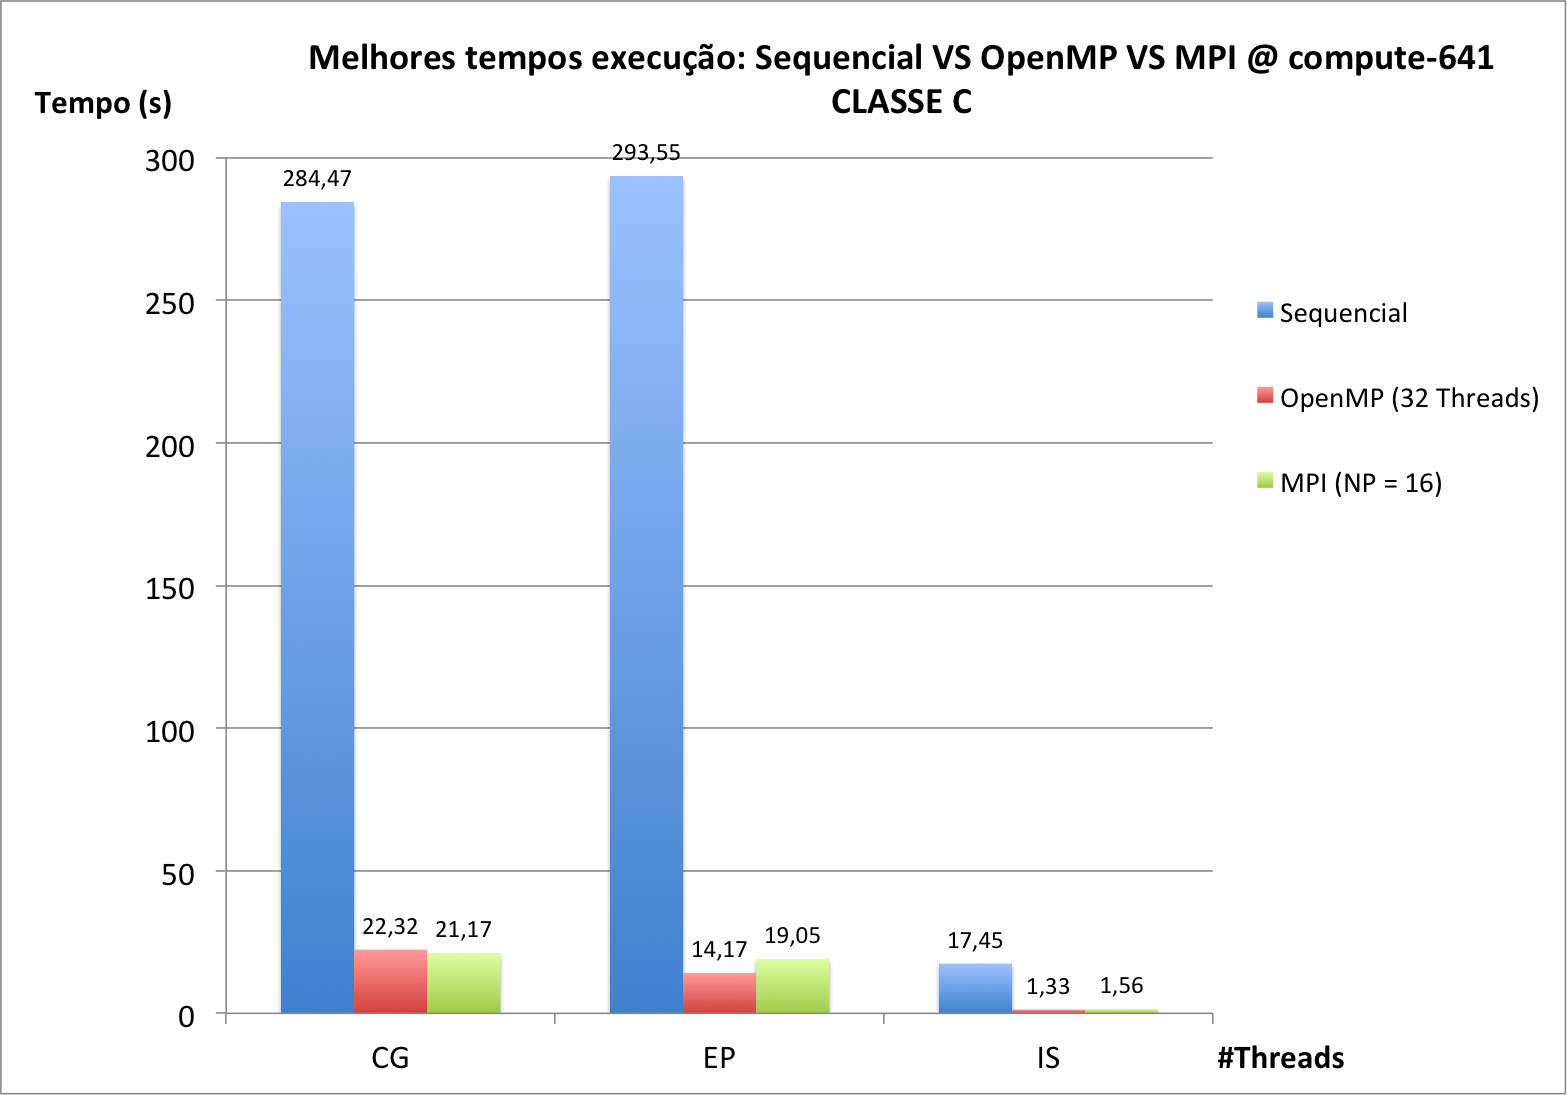 Melhores tempos execução: Sequencial VS OpenMP VS MPI @ compute-641
CLASSE C
Tempo (s)
300
250
200
150
100
50
0
284,47
22,32
21,17
293,55
14,17
19,05
17,45
1,33
1,56
CG
EP
IS
#Threads
Sequencial
OpenMP (32 Threads)
MPI (NP = 16)